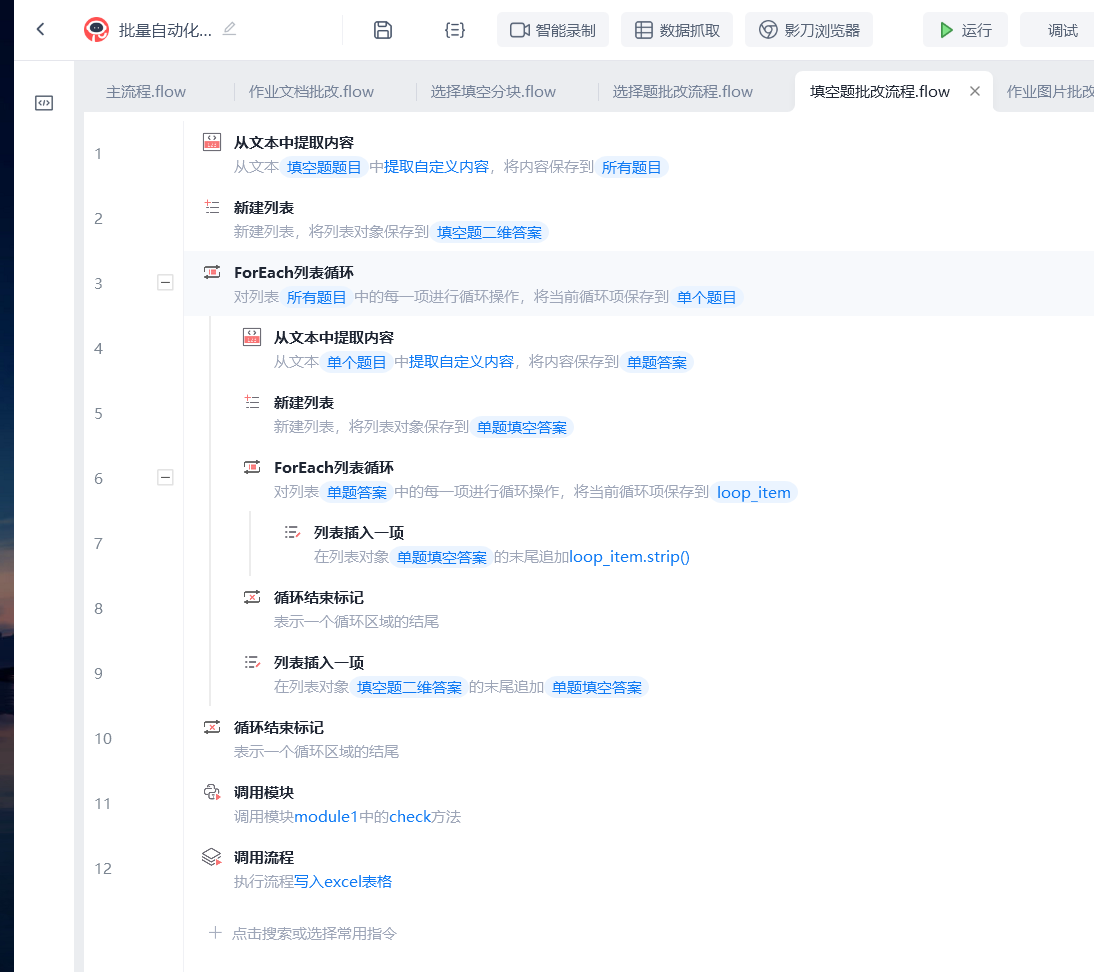 批量自动化...
智能录制
数据抓取
影刀浏览器
运行
调试
主流程.flow
作业文档批改.flow
选择填空分块.flow
选择题批改流程.flow
填空题批改流程.flow
作业图片批改
1
从文本中提取内容
从文本 填空题题目 中提取自定义内容，将内容保存到 所有题目
2
新建列表
新建列表，将列表对象保存到 填空题二维答案
3
ForEach列表循环
对列表 所有题目 中的每一项进行循环操作，将当前循环项保存到 单个题目
4
从文本中提取内容
从文本 单个题目 中提取自定义内容，将内容保存到 单题答案
5
新建列表
新建列表，将列表对象保存到 单题填空答案
6
ForEach列表循环
对列表 单题答案 中的每一项进行循环操作，将当前循环项保存到 loop_item
7
列表插入一项
在列表对象 单题填空答案 的末尾追加loop_item.strip()
8
循环结束标记
表示一个循环区域的结尾
9
列表插入一项
在列表对象 填空题二维答案 的末尾追加 单题填空答案
10
循环结束标记
表示一个循环区域的结尾
11
调用模块
调用模块module1中的check方法
12
调用流程
执行流程写入excel表格
点击搜索或选择常用指令